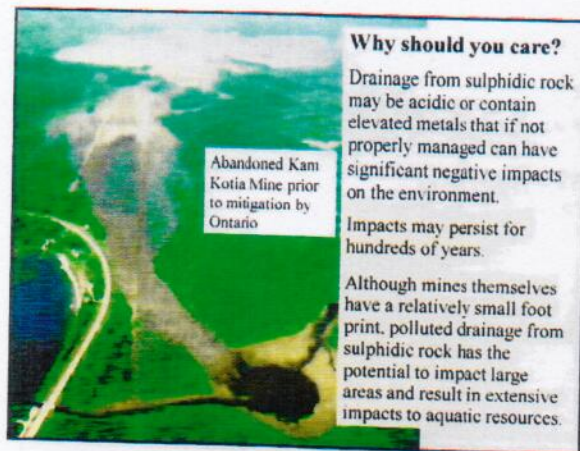 Why should you care?
Drainage from sulphidic rock
may be acidic or contain
elevated metals that if not
properly managed can have
significant negative impacts
on the environment.
Impacts may persist for
hundreds of years.
Although mines themselves
have a relatively small foot
print, polluted drainage from
sulphidic rock has the
potential to impact large
areas and result in extensive
impacts to aquatic resources.
Abandoned Kam
Kotia Mine prior
to mitigation by
Ontario